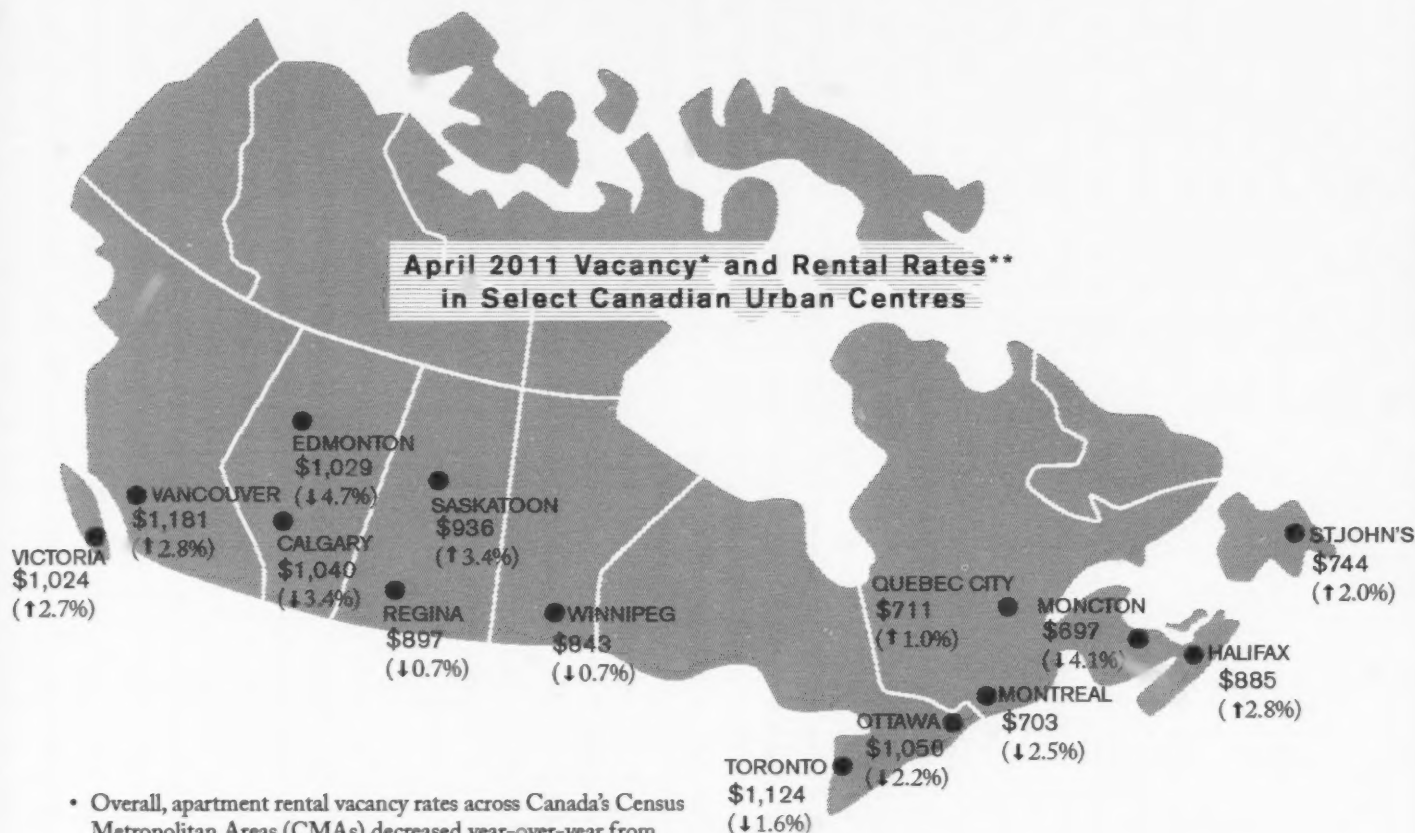 April 2011 Vacancy* and Rental Rates**
in Select Canadian Urban Centres
EDMONTON
$1,029
(↓4.7%)
VANCOUVER
$1,181
(↑2.8%)
VICTORIA
$1,024
(↑2.7%)
CALGARY
$1,040
(↓3.4%)
SASKATOON
$936
(↑3.4%)
REGINA
$897
(↓0.7%)
WINNIPEG
$843
(↓0.7%)
QUEBEC CITY
$711
(↑1.0%)
MONCTON
$697
(↓4.1%)
ST.JOHN'S
$744
(↑2.0%)
HALIFAX
$885
(↑2.8%)
MONTREAL
$703
(↓2.5%)
OTTAWA
$1,050
(↓2.2%)
TORONTO
$1,124
(↓1.6%)
• Overall, apartment rental vacancy rates across Canada's Census
Metropolitan Areas (CMAs) decreased year-over-year from